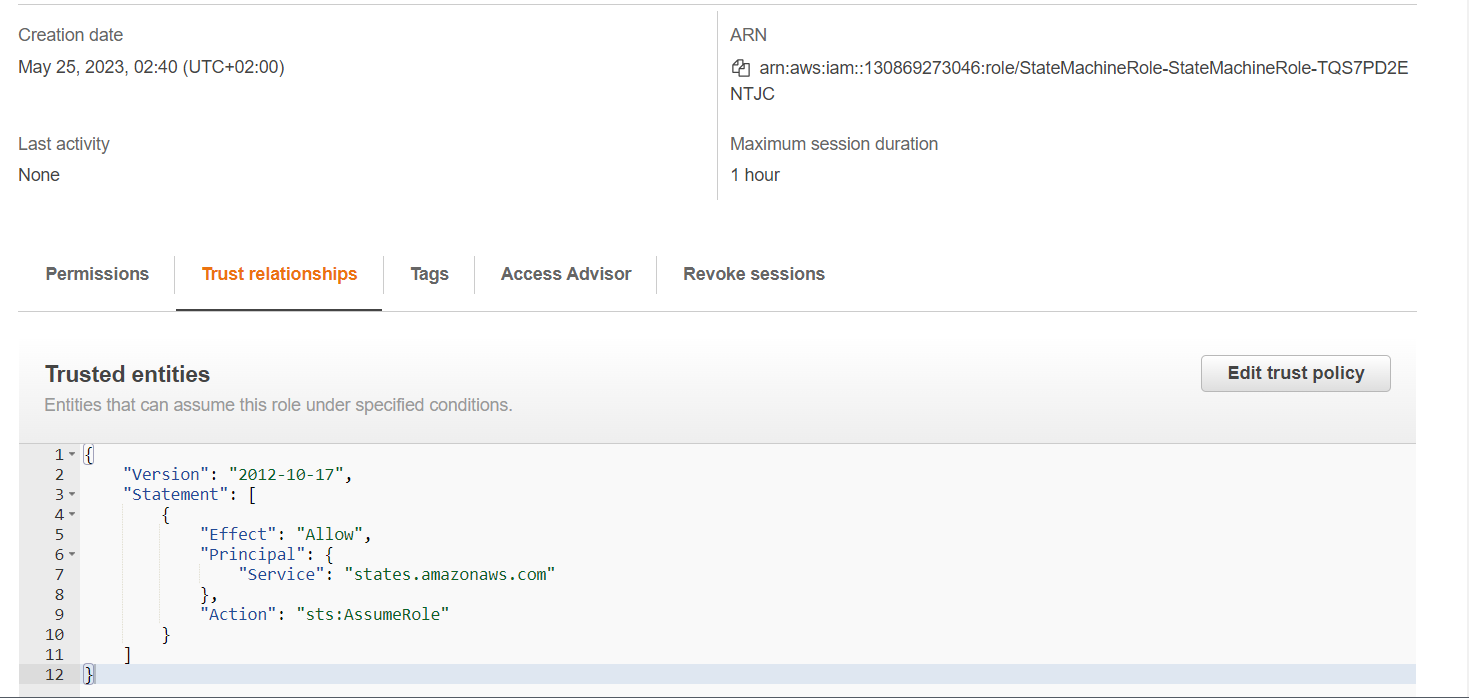 Creation date
May 25, 2023, 02:40 (UTC+02:00)
ARN
arn:aws:iam::130869273046:role/StateMachineRole-StateMachineRole-TQS7PD2E
NTJC
Last activity
None
Maximum session duration
1 hour
Permissions
Trust relationships
Tags
Access Advisor
Revoke sessions
Trusted entities
Entities that can assume this role under specified conditions.
Edit trust policy
1 {
2     "Version": "2012-10-17",
3     "Statement": [
4         {
5             "Effect": "Allow",
6             "Principal": {
7                 "Service": "states.amazonaws.com"
8             },
9             "Action": "sts:AssumeRole"
10         }
11     ]
12 }